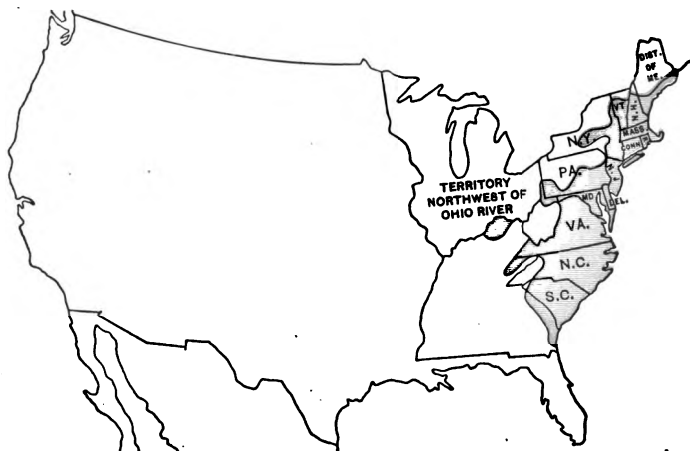 DIST.
OF
ME.
VT.
N.H.
MASS.
N.Y.
CONN.
R.I.
PA.
N.J.
TERRITORY
NORTHWEST OF
OHIO RIVER
MD.
DEL.
VA.
N.C.
S.C.